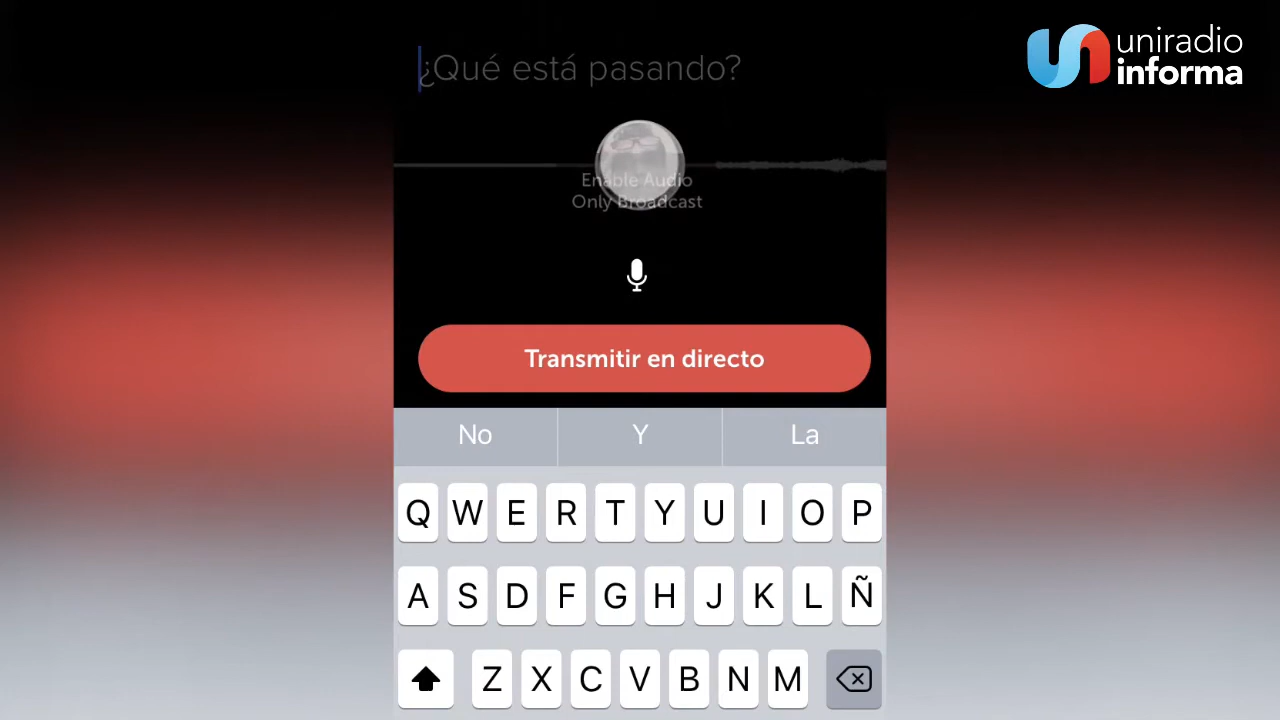 ¿Qué está pasando?
uniradio
informa
Enable Audio
Only Broadcast
Transmitir en directo
No Y La
Q W E R T Y U I O P
A S D F G H J K L Ñ
Z X C V B N M